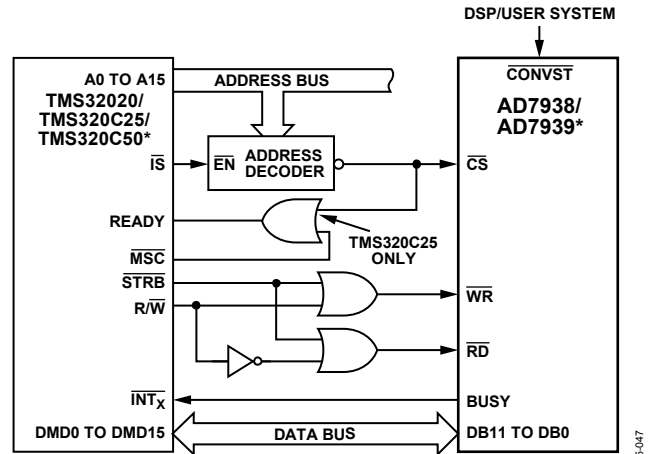 DSP/USER SYSTEM
A0 TO A15
ADDRESS BUS
CONVST
TMS32020/
TMS320C25/
TMS320C50*
AD7938/
AD7939*
IS
EN ADDRESS
DECODER
CS
READY
TMS320C25
ONLY
MSC
STRB
R/W
WR
RD
INTX
BUSY
DMD0 TO DMD15
DATA BUS
DB11 TO DB0